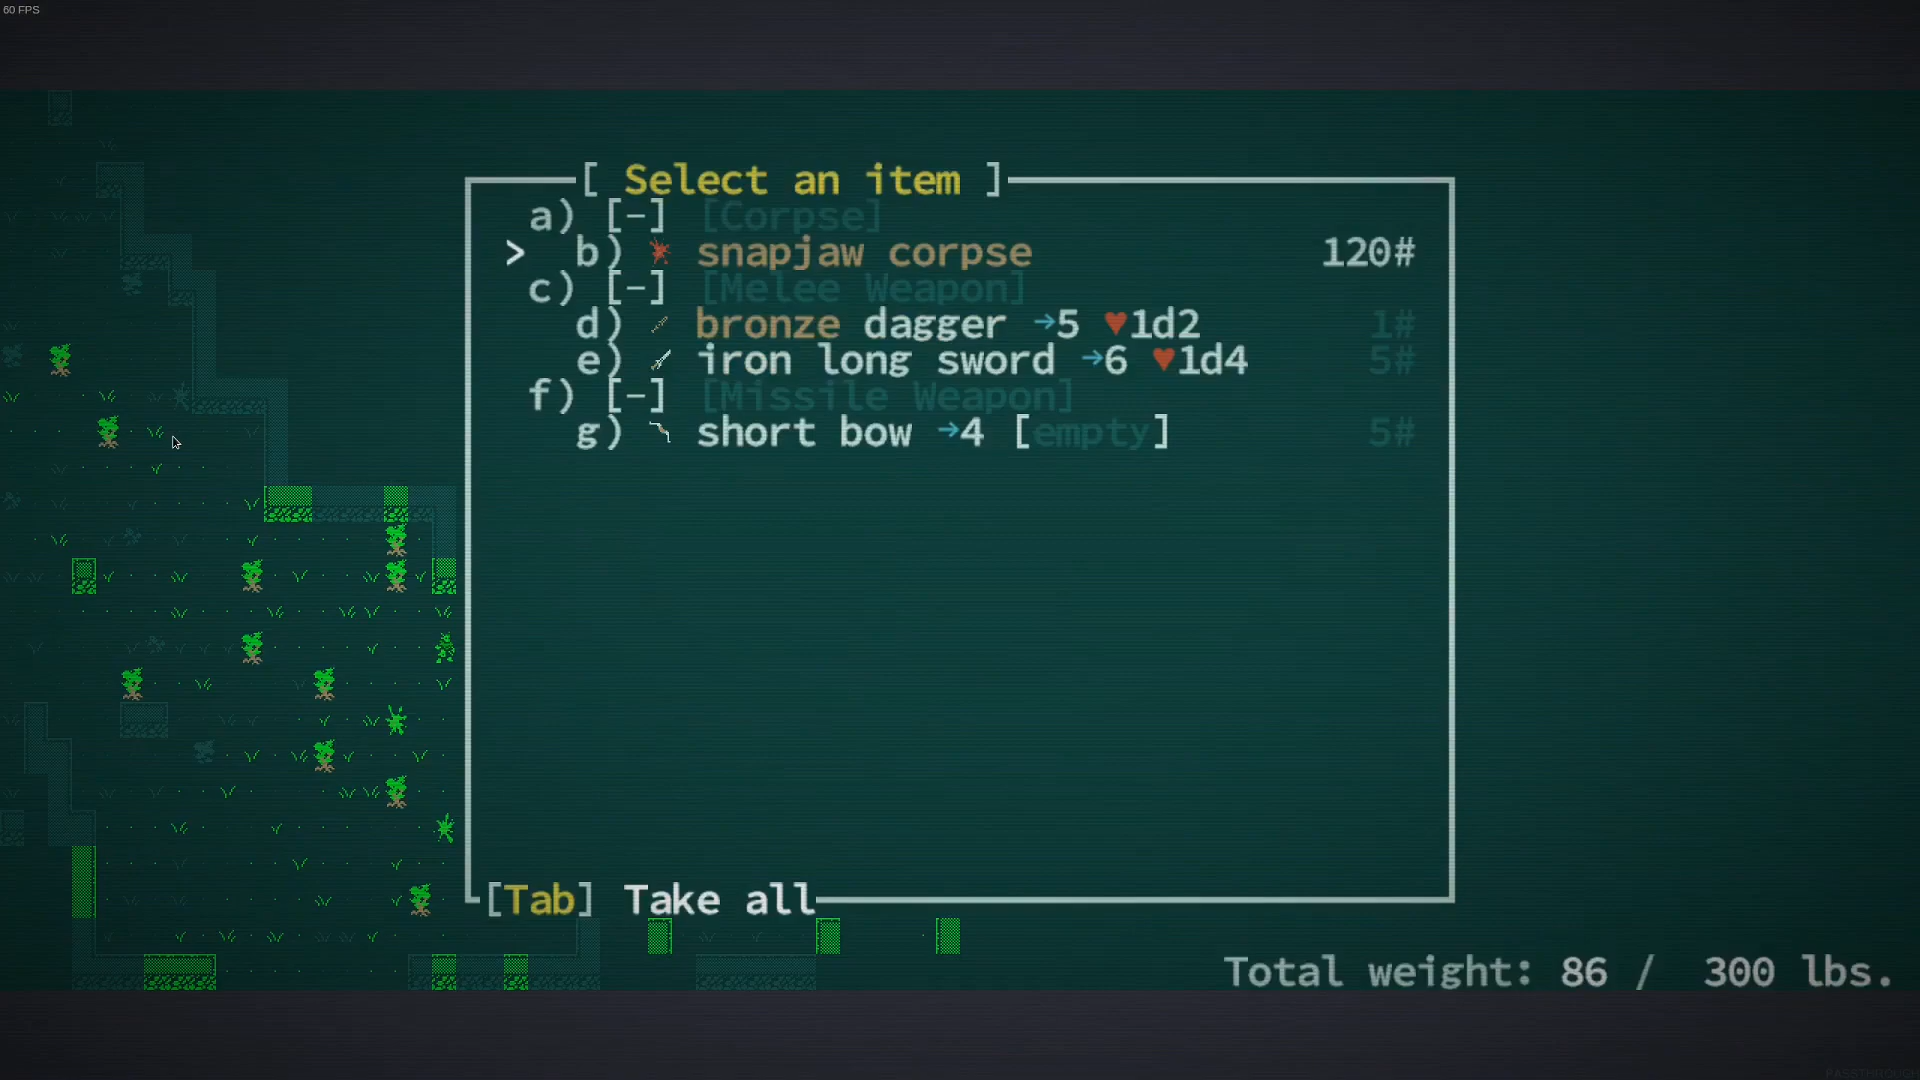 60 FPS
[ Select an item ]
a) [-] [Corpse]
> b) snapjaw corpse 120#
c) [-] [Melee Weapon]
d) bronze dagger →5 ♥1d2 1#
e) iron long sword →6 ♥1d4 5#
f) [-] [Missile Weapon]
g) short bow →4 [empty] 5#
[Tab] Take all
Total weight: 86 / 300 lbs.
PASSTHROUGH